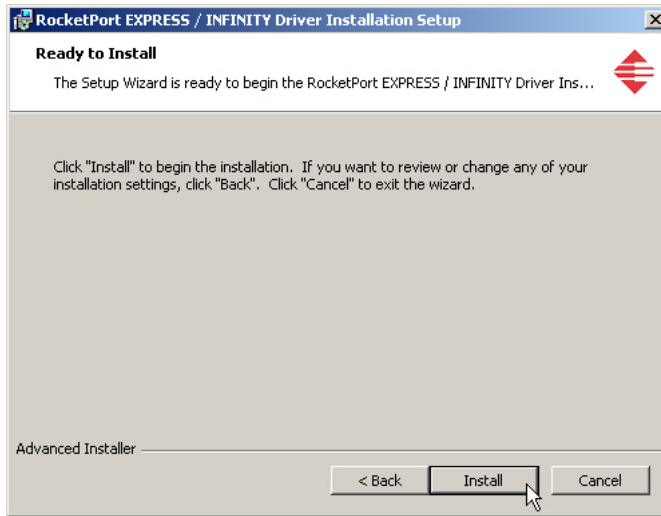 RocketPort EXPRESS / INFINITY Driver Installation Setup
Ready to Install
The Setup Wizard is ready to begin the RocketPort EXPRESS / INFINITY Driver Ins...
Click "Install" to begin the installation.  If you want to review or change any of your
installation settings, click "Back".  Click "Cancel" to exit the wizard.
Advanced Installer
< Back
Install
Cancel